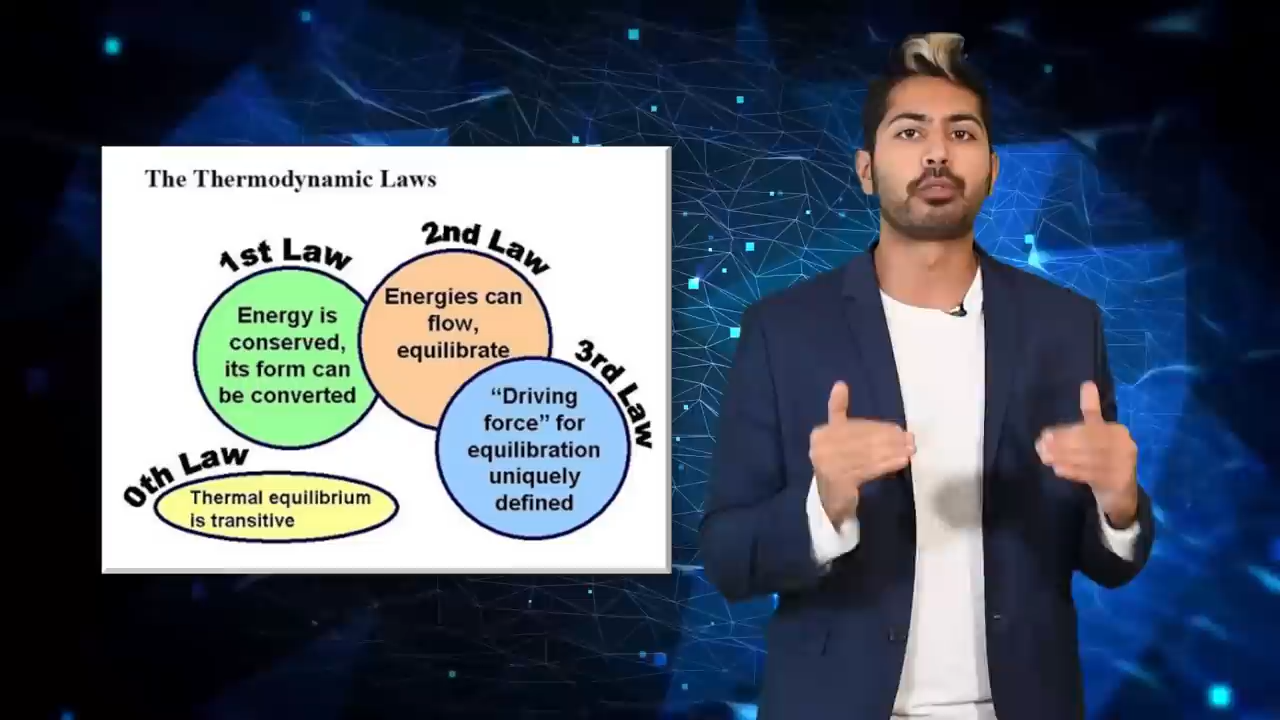 The Thermodynamic Laws
1st Law
Energy is
conserved,
its form can
be converted
2nd Law
Energies can
flow,
equilibrate
3rd Law
“Driving
force” for
equilibration
uniquely
defined
0th Law
Thermal equilibrium
is transitive